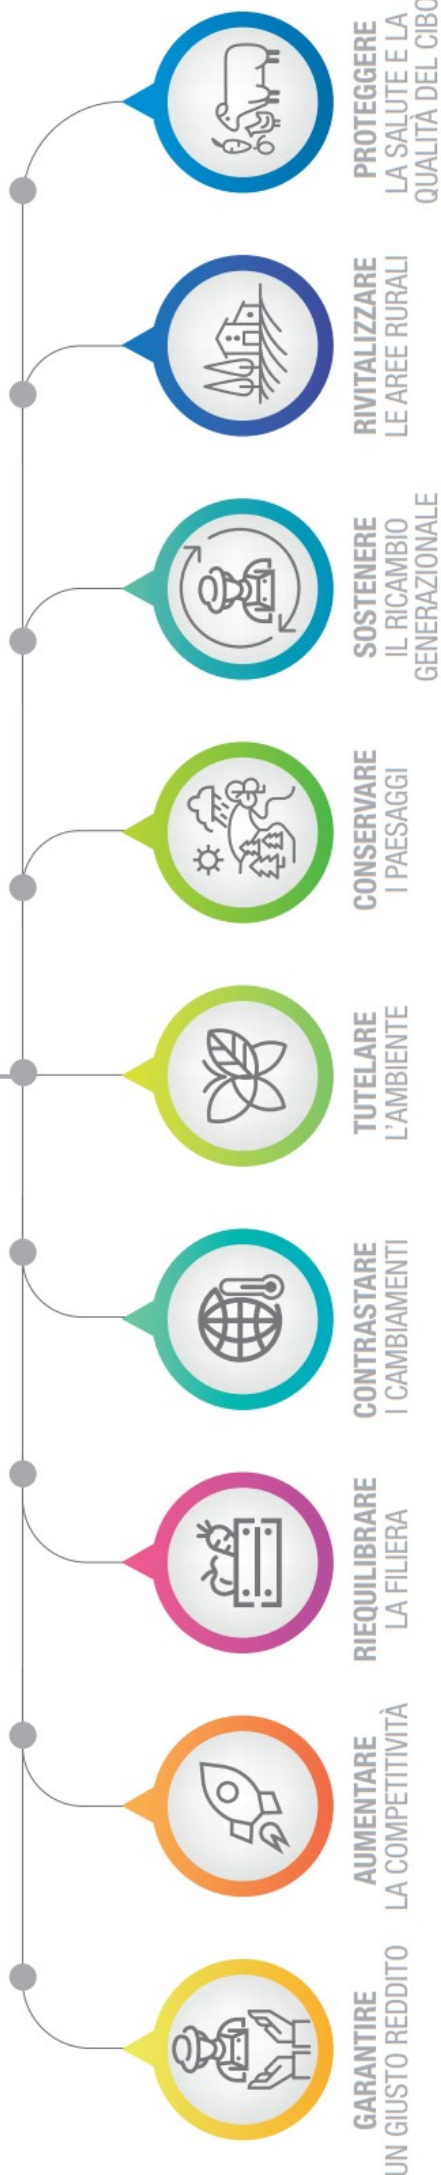 GARANTIRE
UN GIUSTO REDDITO
AUMENTARE
LA COMPETITIVITÀ
RIEQUILIBRARE
LA FILIERA
CONTRASTARE
I CAMBIAMENTI
TUTELARE
L'AMBIENTE
CONSERVARE
I PAESAGGI
SOSTENERE
IL RICAMBIO
GENERAZIONALE
RIVITALIZZARE
LE AREE RURALI
PROTEGGERE
LA SALUTE E LA
QUALITÀ DEL CIBO